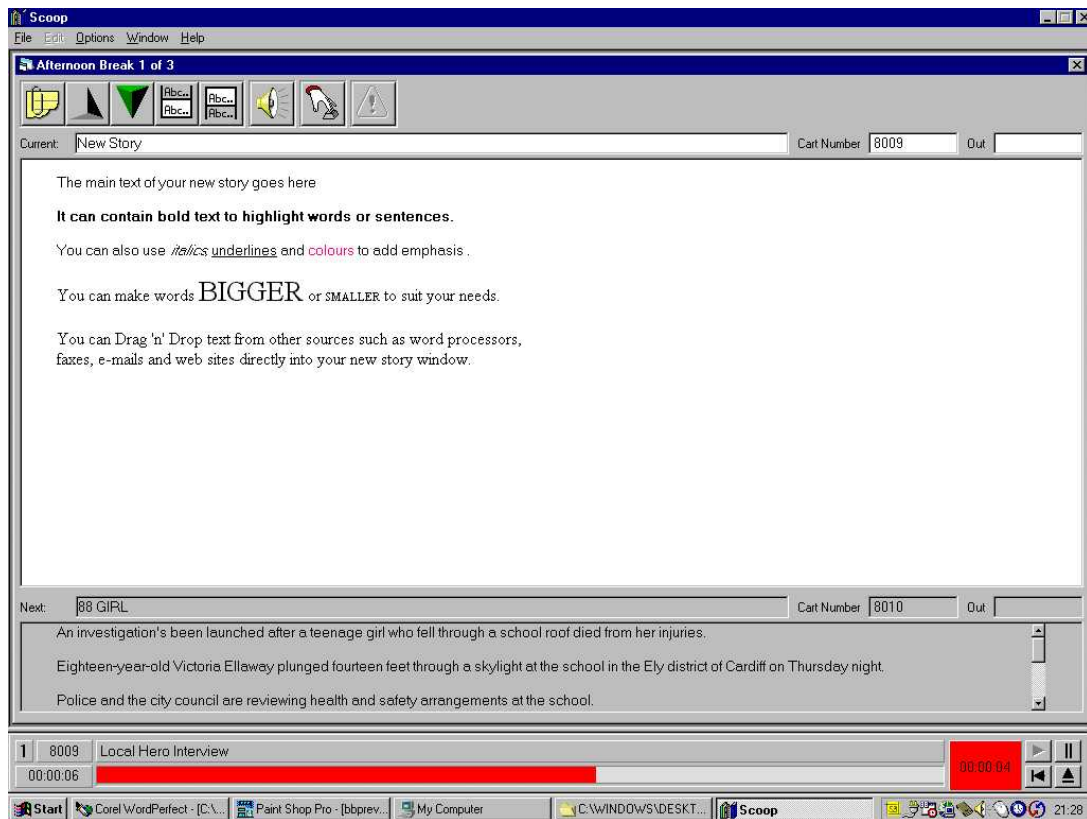 Scoop
File Edit Options Window Help
Afternoon Break 1 of 3
Abc.. Abc..
Abc.. Abc..
Current: New Story Cart Number 8009 Out
The main text of your new story goes here
It can contain bold text to highlight words or sentences.
You can also use italics, underlines and colours to add emphasis .
You can make words BIGGER or SMALLER to suit your needs.
You can Drag 'n' Drop text from other sources such as word processors,
faxes, e-mails and web sites directly into your new story window.
Next: 88 GIRL Cart Number 8010 Out
An investigation's been launched after a teenage girl who fell through a school roof died from her injuries.
Eighteen-year-old Victoria Ellaway plunged fourteen feet through a skylight at the school in the Ely district of Cardiff on Thursday night.
Police and the city council are reviewing health and safety arrangements at the school.
1 8009 Local Hero Interview
00:00:06 00:00:04
Start Corel WordPerfect - [C:\... Paint Shop Pro - [bbprev... My Computer C:\WINDOWS\DESKT... Scoop 21:28